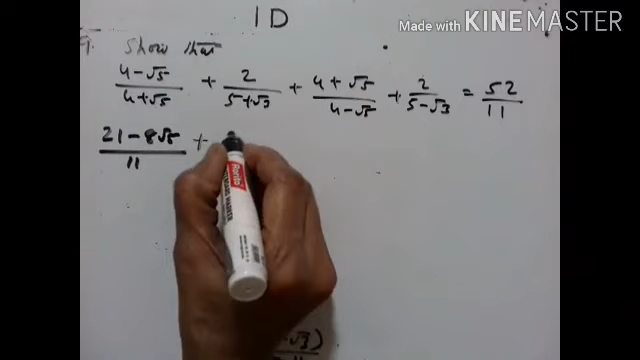 1D
Made with KINEMASTER
Show that
(4-√5)/(4+√5) + 2/(5+√3) + (4+√5)/(4-√5) + 2/(5-√3) = 52/11
(21-8√5)/11 +
√3)